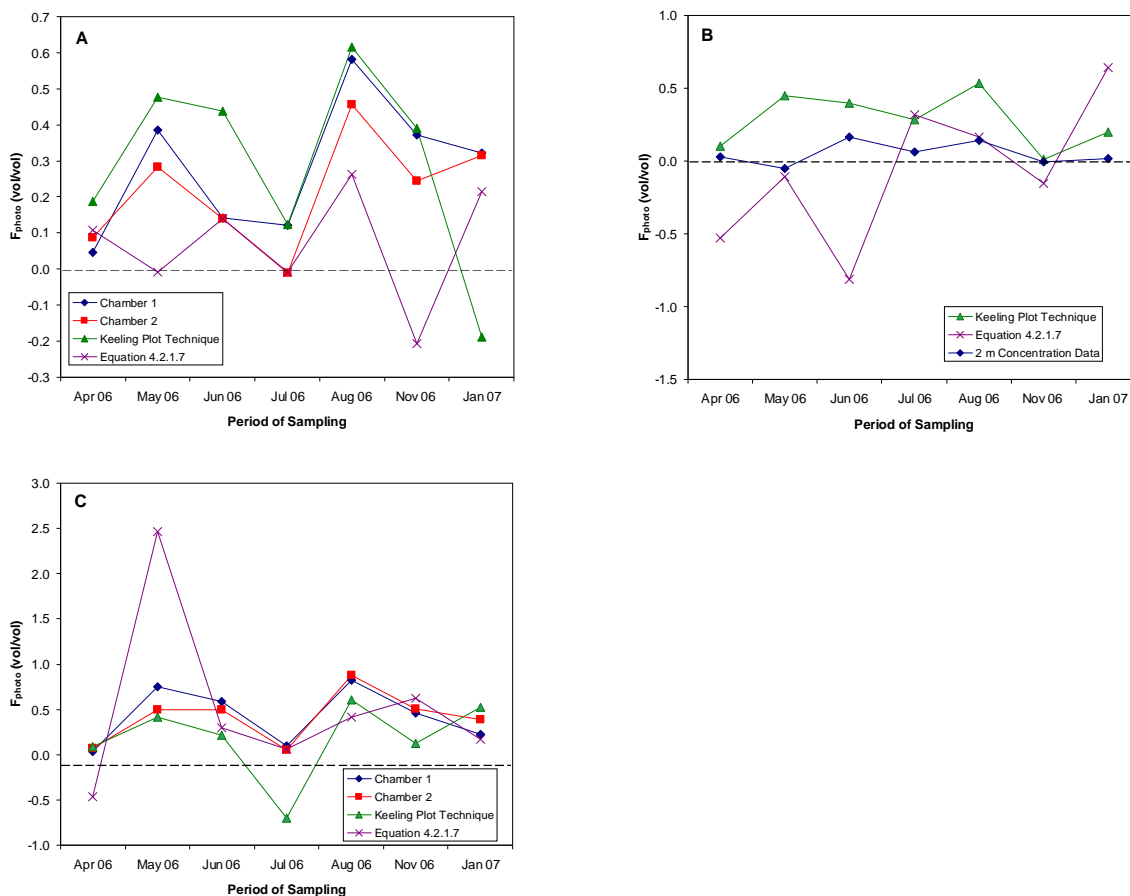 A
0.7
0.6
0.5
0.4
0.3
0.2
0.1
0.0
-0.1
-0.2
-0.3
Fphoto (vol/vol)
Chamber 1
Chamber 2
Keeling Plot Technique
Equation 4.2.1.7
Apr 06 May 06 Jun 06 Jul 06 Aug 06 Nov 06 Jan 07
Period of Sampling
B
1.0
0.5
0.0
-0.5
-1.0
-1.5
Fphoto (vol/vol)
Keeling Plot Technique
Equation 4.2.1.7
2 m Concentration Data
Apr 06 May 06 Jun 06 Jul 06 Aug 06 Nov 06 Jan 07
Period of Sampling
C
3.0
2.5
2.0
1.5
1.0
0.5
0.0
-0.5
-1.0
Fphoto (vol/vol)
Chamber 1
Chamber 2
Keeling Plot Technique
Equation 4.2.1.7
Apr 06 May 06 Jun 06 Jul 06 Aug 06 Nov 06 Jan 07
Period of Sampling